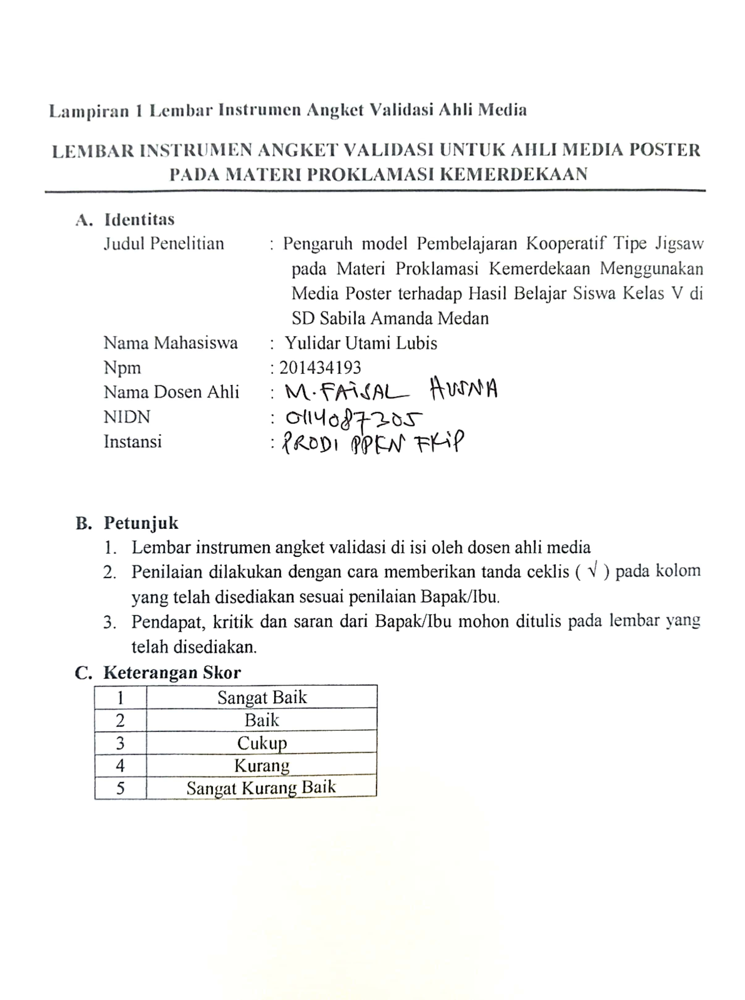 Lampiran 1 Lembar Instrumen Angket Validasi Ahli Media
LEMBAR INSTRUMEN ANGKET VALIDASI UNTUK AHLI MEDIA POSTER
PADA MATERI PROKLAMASI KEMERDEKAAN
A. Identitas
Judul Penelitian : Pengaruh model Pembelajaran Kooperatif Tipe Jigsaw
pada Materi Proklamasi Kemerdekaan Menggunakan
Media Poster terhadap Hasil Belajar Siswa Kelas V di
SD Sabila Amanda Medan
Nama Mahasiswa : Yulidar Utami Lubis
Npm : 201434193
Nama Dosen Ahli : M. FAISAL HUSNA
NIDN : 0114087305
Instansi : PRODI PPKN FKIP
B. Petunjuk
1. Lembar instrumen angket validasi di isi oleh dosen ahli media
2. Penilaian dilakukan dengan cara memberikan tanda ceklis ( √ ) pada kolom
yang telah disediakan sesuai penilaian Bapak/Ibu.
3. Pendapat, kritik dan saran dari Bapak/Ibu mohon ditulis pada lembar yang
telah disediakan.
C. Keterangan Skor
1 Sangat Baik
2 Baik
3 Cukup
4 Kurang
5 Sangat Kurang Baik